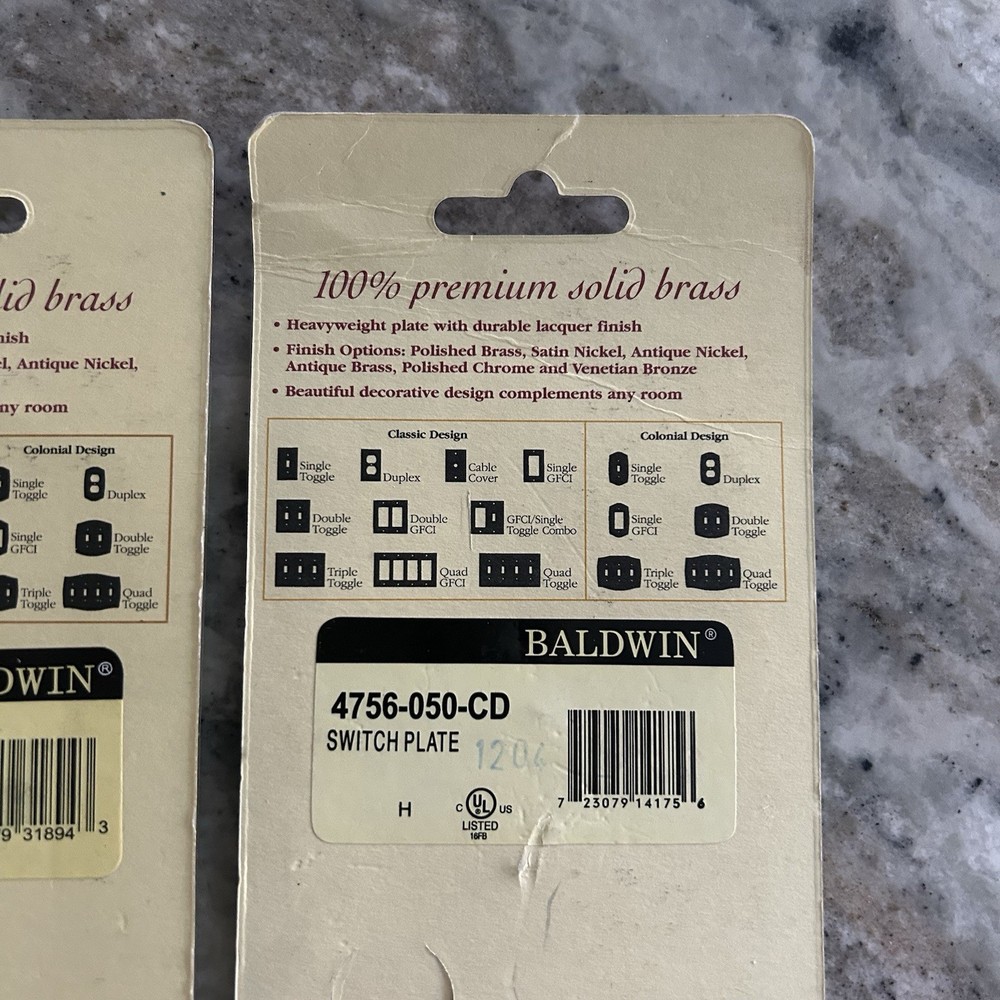 lid brass
nish
el, Antique Nickel,
ny room
Colonial Design
Single
Toggle
Duplex
Single
GFCI
Double
Toggle
Triple
Toggle
Quad
Toggle
DWIN®
9 31894 3
100% premium solid brass
• Heavyweight plate with durable lacquer finish
• Finish Options: Polished Brass, Satin Nickel, Antique Nickel,
Antique Brass, Polished Chrome and Venetian Bronze
• Beautiful decorative design complements any room
Classic Design
Single
Toggle
Duplex
Cable
Cover
Single
GFCI
Double
Toggle
Double
GFCI
GFCI/Single
Toggle Combo
Triple
Toggle
Quad
GFCI
Quad
Toggle
Colonial Design
Single
Toggle
Duplex
Single
GFCI
Double
Toggle
Triple
Toggle
Quad
Toggle
BALDWIN®
4756-050-CD
SWITCH PLATE
H
C UL US
LISTED
16FB
7 23079 14175 6